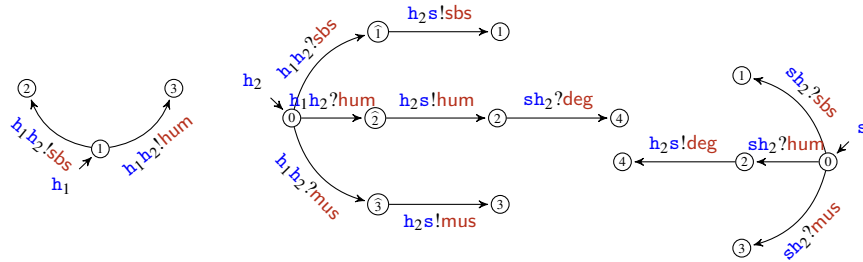 2
3
1
h₁h₂!sbs
h₁h₂!hum
h₁
h₂
0
h₁h₂?sbs
1̂
h₂s!sbs
1
h₁h₂?hum
2̂
h₂s!hum
2
sh₂?deg
4
h₁h₂?mus
3̂
h₂s!mus
3
1
sh₂?sbs
s
4
h₂s!deg
2
sh₂?hum
0
3
sh₂?mus